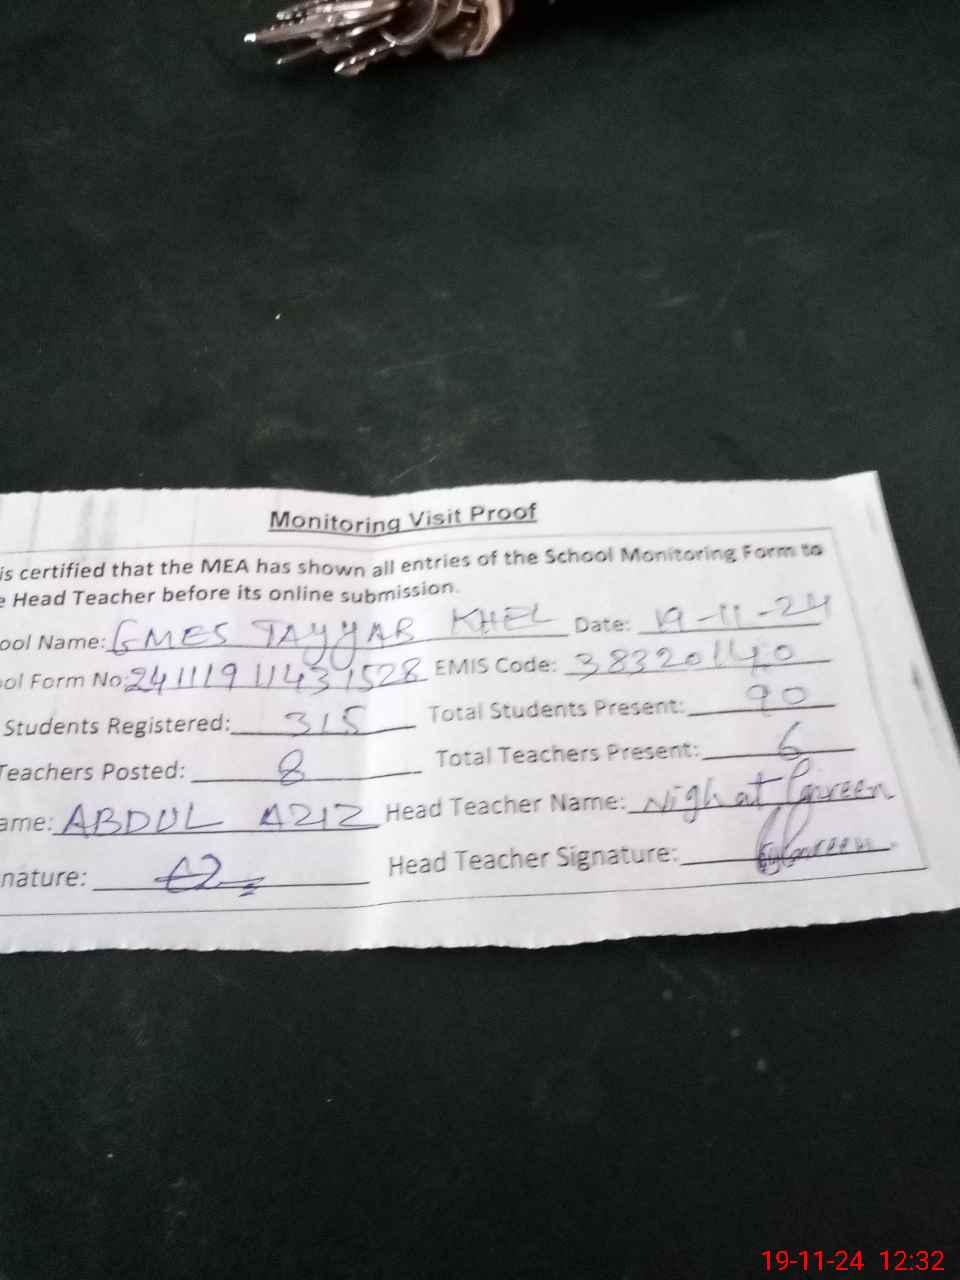 Monitoring Visit Proof
is certified that the MEA has shown all entries of the School Monitoring Form to
e Head Teacher before its online submission.
ool Name: GMES TAYYAB KHEL Date: 19-11-24
ol Form No: 24111911431528 EMIS Code: 38320140
Students Registered: 315 Total Students Present: 90
Teachers Posted: 8 Total Teachers Present: 6
ame: ABDUL AZIZ Head Teacher Name: Nighat Parveen
nature: Head Teacher Signature:
19-11-24 12:32